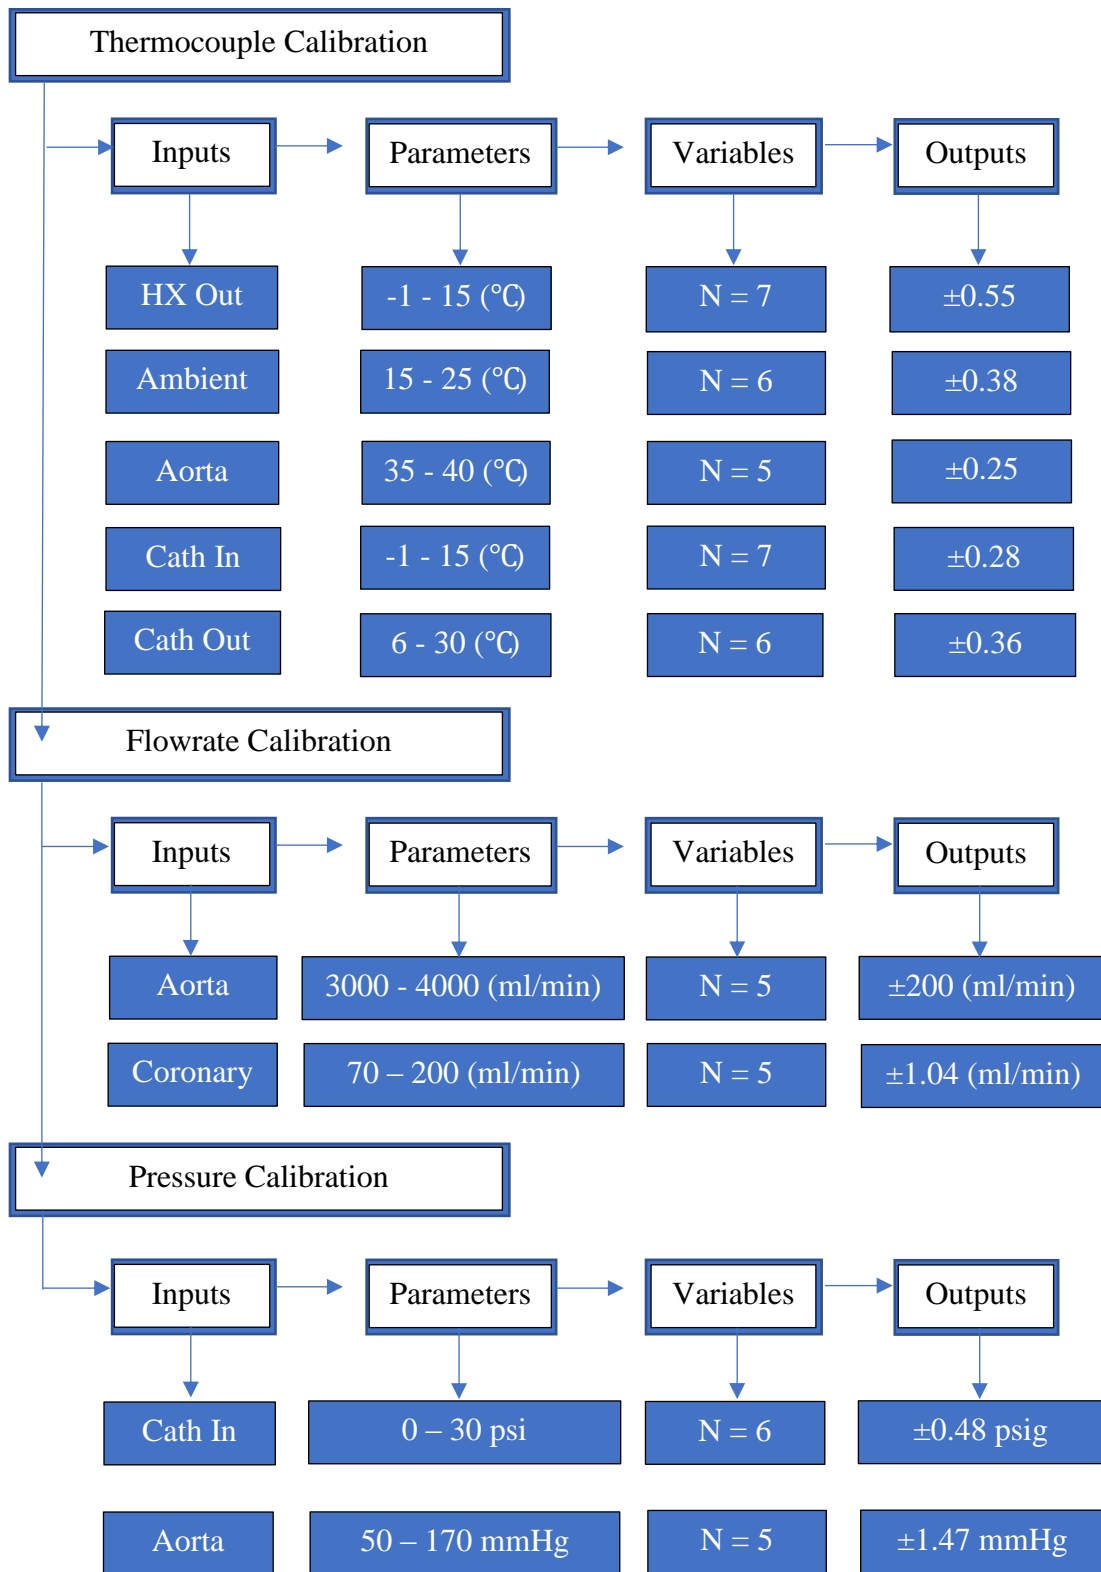 Thermocouple Calibration
Inputs Parameters Variables Outputs
HX Out -1 - 15 (℃) N = 7 ±0.55
Ambient 15 - 25 (℃) N = 6 ±0.38
Aorta 35 - 40 (℃) N = 5 ±0.25
Cath In -1 - 15 (℃) N = 7 ±0.28
Cath Out 6 - 30 (℃) N = 6 ±0.36
Flowrate Calibration
Inputs Parameters Variables Outputs
Aorta 3000 - 4000 (ml/min) N = 5 ±200 (ml/min)
Coronary 70 – 200 (ml/min) N = 5 ±1.04 (ml/min)
Pressure Calibration
Inputs Parameters Variables Outputs
Cath In 0 – 30 psi N = 6 ±0.48 psig
Aorta 50 – 170 mmHg N = 5 ±1.47 mmHg